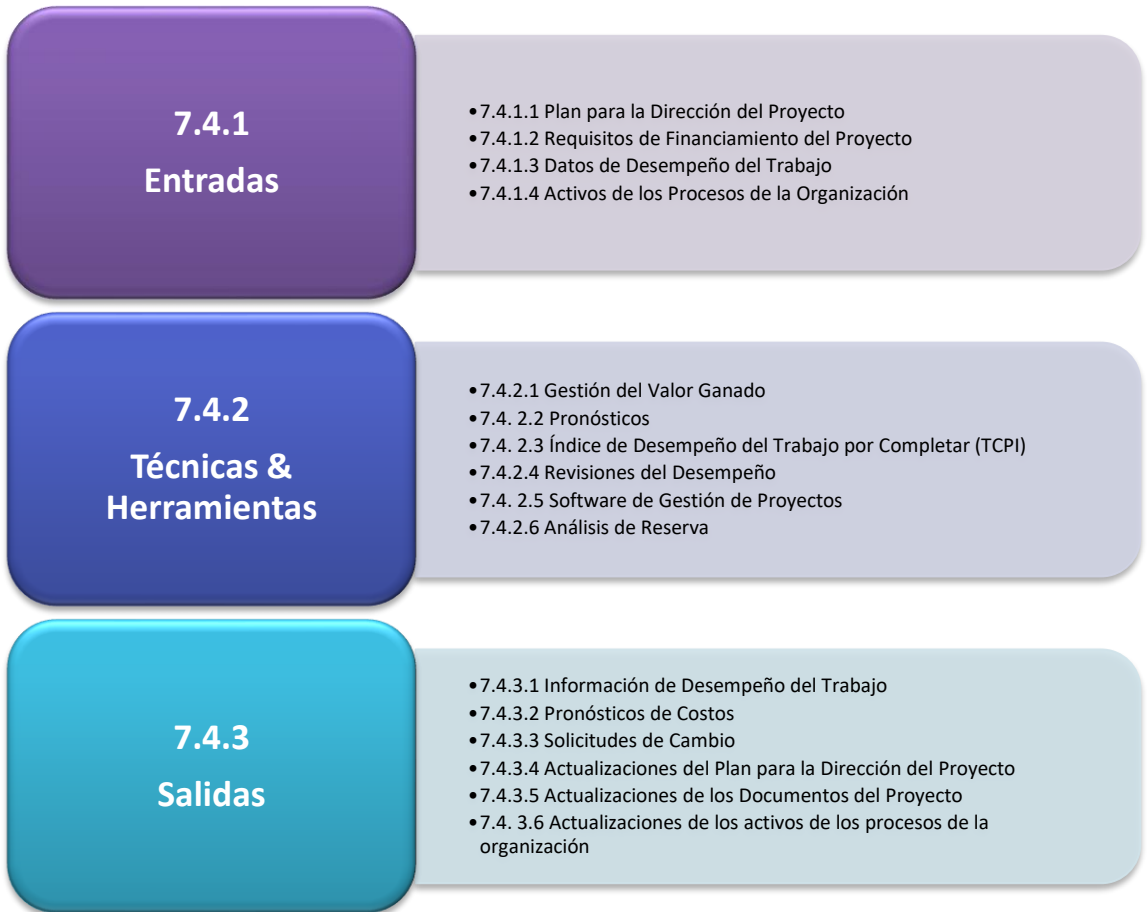 7.4.1
Entradas
•7.4.1.1 Plan para la Dirección del Proyecto
•7.4.1.2 Requisitos de Financiamiento del Proyecto
•7.4.1.3 Datos de Desempeño del Trabajo
•7.4.1.4 Activos de los Procesos de la Organización
7.4.2
Técnicas &
Herramientas
•7.4.2.1 Gestión del Valor Ganado
•7.4. 2.2 Pronósticos
•7.4. 2.3 Índice de Desempeño del Trabajo por Completar (TCPI)
•7.4.2.4 Revisiones del Desempeño
•7.4. 2.5 Software de Gestión de Proyectos
•7.4.2.6 Análisis de Reserva
7.4.3
Salidas
•7.4.3.1 Información de Desempeño del Trabajo
•7.4.3.2 Pronósticos de Costos
•7.4.3.3 Solicitudes de Cambio
•7.4.3.4 Actualizaciones del Plan para la Dirección del Proyecto
•7.4.3.5 Actualizaciones de los Documentos del Proyecto
•7.4. 3.6 Actualizaciones de los activos de los procesos de la
organización